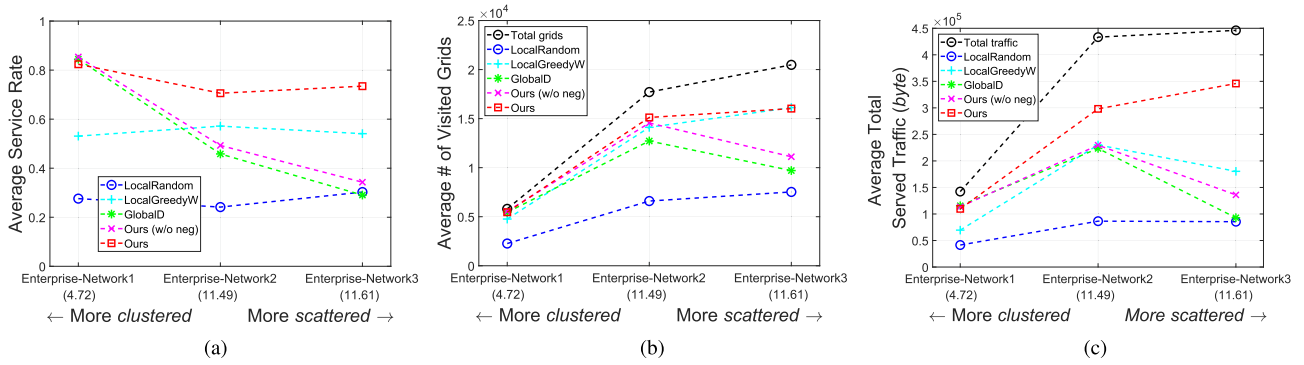 Average Service Rate
1
0.8
0.6
0.4
0.2
0
LocalRandom
LocalGreedyW
GlobalD
Ours (w/o neg)
Ours
Enterprise-Network1
(4.72)
Enterprise-Network2
(11.49)
Enterprise-Network3
(11.61)
← More clustered
More scattered →
(a)
Average # of Visited Grids
×10⁴
2.5
2
1.5
1
0.5
0
Total grids
LocalRandom
LocalGreedyW
GlobalD
Ours (w/o neg)
Ours
Enterprise-Network1
(4.72)
Enterprise-Network2
(11.49)
Enterprise-Network3
(11.61)
← More clustered
More scattered →
(b)
Average Total
Served Traffic (byte)
×10⁵
4.5
4
3.5
3
2.5
2
1.5
1
0.5
0
Total traffic
LocalRandom
LocalGreedyW
GlobalD
Ours (w/o neg)
Ours
Enterprise-Network1
(4.72)
Enterprise-Network2
(11.49)
Enterprise-Network3
(11.61)
← More clustered
More scattered →
(c)